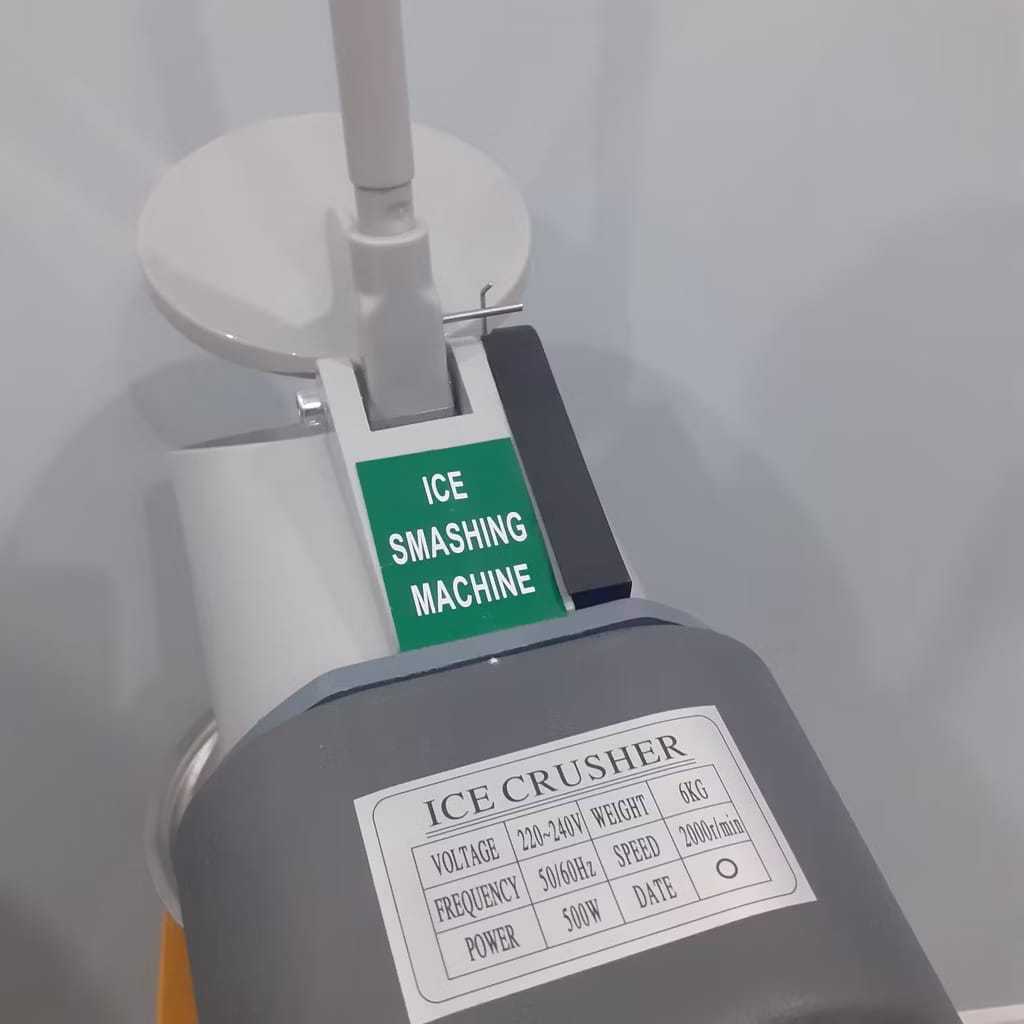 ICE
SMASHING
MACHINE
ICE CRUSHER
VOLTAGE 220~240V WEIGHT 6KG
FREQUENCY 50/60Hz SPEED 2000r/min
POWER 500W DATE O